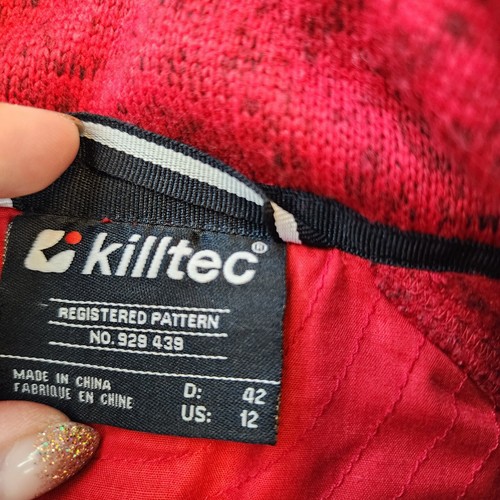 killtec®
REGISTERED PATTERN
NO. 929 439
MADE IN CHINA
FABRIQUE EN CHINE
D: 42
US: 12